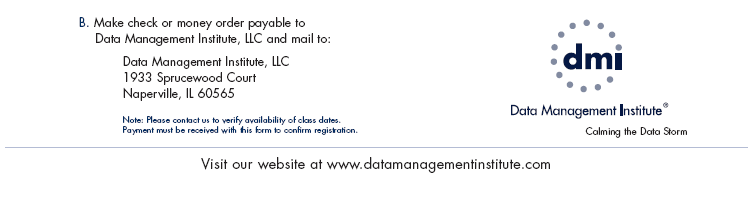 B. Make check or money order payable to
Data Management Institute, LLC and mail to:
Data Management Institute, LLC
1933 Sprucewood Court
Naperville, IL 60565
Note: Please contact us to verify availability of class dates.
Payment must be received with this form to confirm registration.
dmi
Data Management Institute®
Calming the Data Storm
Visit our website at www.datamanagementinstitute.com